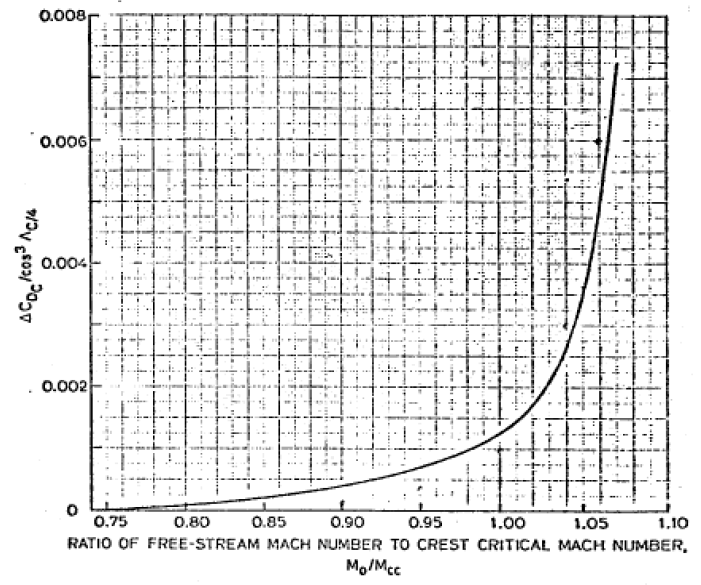 0.008
0.006
0.004
0.002
0
ΔC_DC/cos³ Λ_C/4
0.75 0.80 0.85 0.90 0.95 1.00 1.05 1.10
RATIO OF FREE-STREAM MACH NUMBER TO CREST CRITICAL MACH NUMBER,
M₀/M_CC